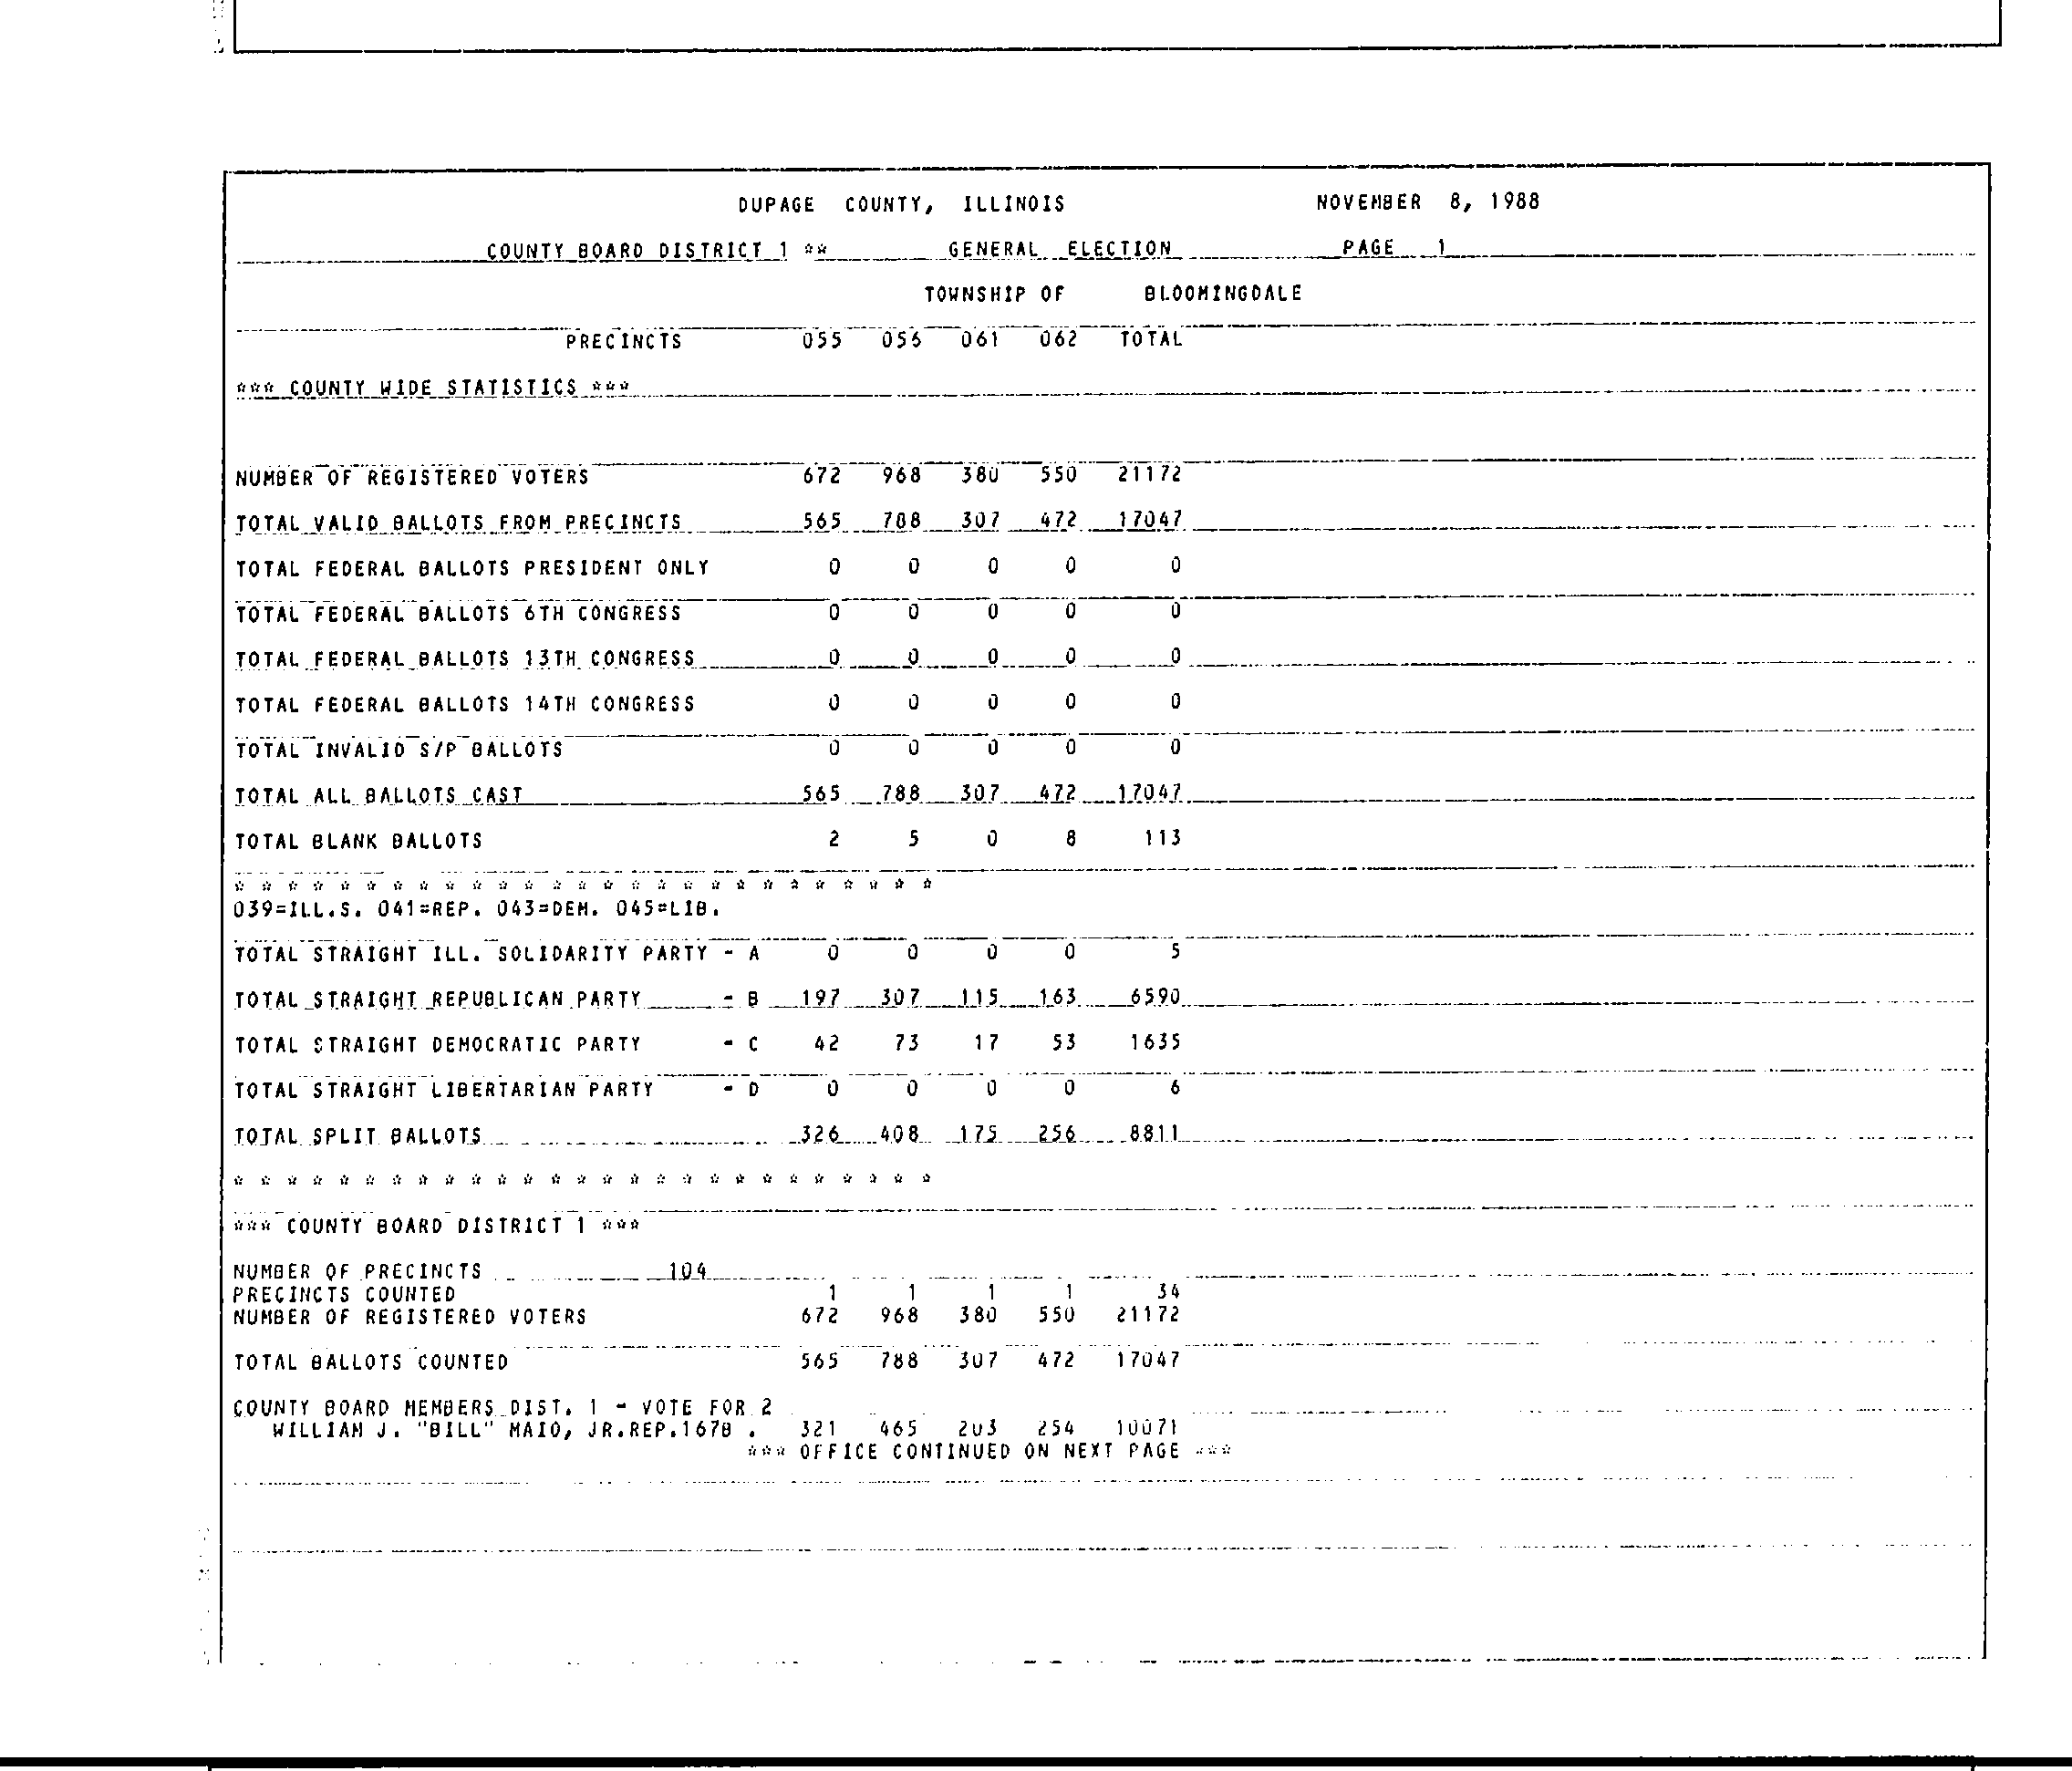 DUPAGE COUNTY, ILLINOIS NOVEMBER 8, 1988
COUNTY BOARD DISTRICT 1 ** GENERAL ELECTION PAGE 1
TOWNSHIP OF BLOOMINGDALE
PRECINCTS 055 056 061 062 TOTAL
*** COUNTY WIDE STATISTICS ***
NUMBER OF REGISTERED VOTERS 672 968 380 550 21172
TOTAL VALID BALLOTS FROM PRECINCTS 565 788 307 472 17047
TOTAL FEDERAL BALLOTS PRESIDENT ONLY 0 0 0 0 0
TOTAL FEDERAL BALLOTS 6TH CONGRESS 0 0 0 0 0
TOTAL FEDERAL BALLOTS 13TH CONGRESS 0 0 0 0 0
TOTAL FEDERAL BALLOTS 14TH CONGRESS 0 0 0 0 0
TOTAL INVALID S/P BALLOTS 0 0 0 0 0
TOTAL ALL BALLOTS CAST 565 788 307 472 17047
TOTAL BLANK BALLOTS 2 5 0 8 113
* * * * * * * * * * * * * * * * * * * * * * * * * * *
039=ILL.S. 041=REP. 043=DEM. 045=LIB.
TOTAL STRAIGHT ILL. SOLIDARITY PARTY - A 0 0 0 0 5
TOTAL STRAIGHT REPUBLICAN PARTY - B 197 307 115 163 6590
TOTAL STRAIGHT DEMOCRATIC PARTY - C 42 73 17 53 1635
TOTAL STRAIGHT LIBERTARIAN PARTY - D 0 0 0 0 6
TOTAL SPLIT BALLOTS 326 408 175 256 8811
* * * * * * * * * * * * * * * * * * * * * * * * * * *
*** COUNTY BOARD DISTRICT 1 ***
NUMBER OF PRECINCTS 104
PRECINCTS COUNTED 1 1 1 1 34
NUMBER OF REGISTERED VOTERS 672 968 380 550 21172
TOTAL BALLOTS COUNTED 565 788 307 472 17047
COUNTY BOARD MEMBERS DIST. 1 - VOTE FOR 2
WILLIAM J. "BILL" MAIO, JR.REP.167B . 321 465 203 254 10071
*** OFFICE CONTINUED ON NEXT PAGE ***